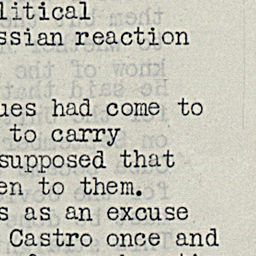 litical
ssian reaction
ues had come to
to carry
supposed that
en to them.
s as an excuse
Castro once and